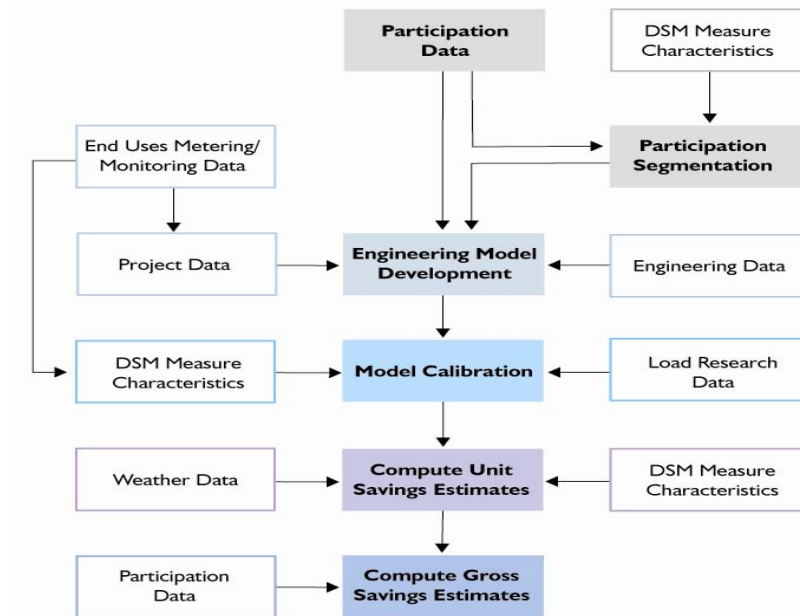 Participation
Data
DSM Measure
Characteristics
End Uses Metering/
Monitoring Data
Participation
Segmentation
Project Data
Engineering Model
Development
Engineering Data
DSM Measure
Characteristics
Model Calibration
Load Research
Data
Weather Data
Compute Unit
Savings Estimates
DSM Measure
Characteristics
Participation
Data
Compute Gross
Savings Estimates